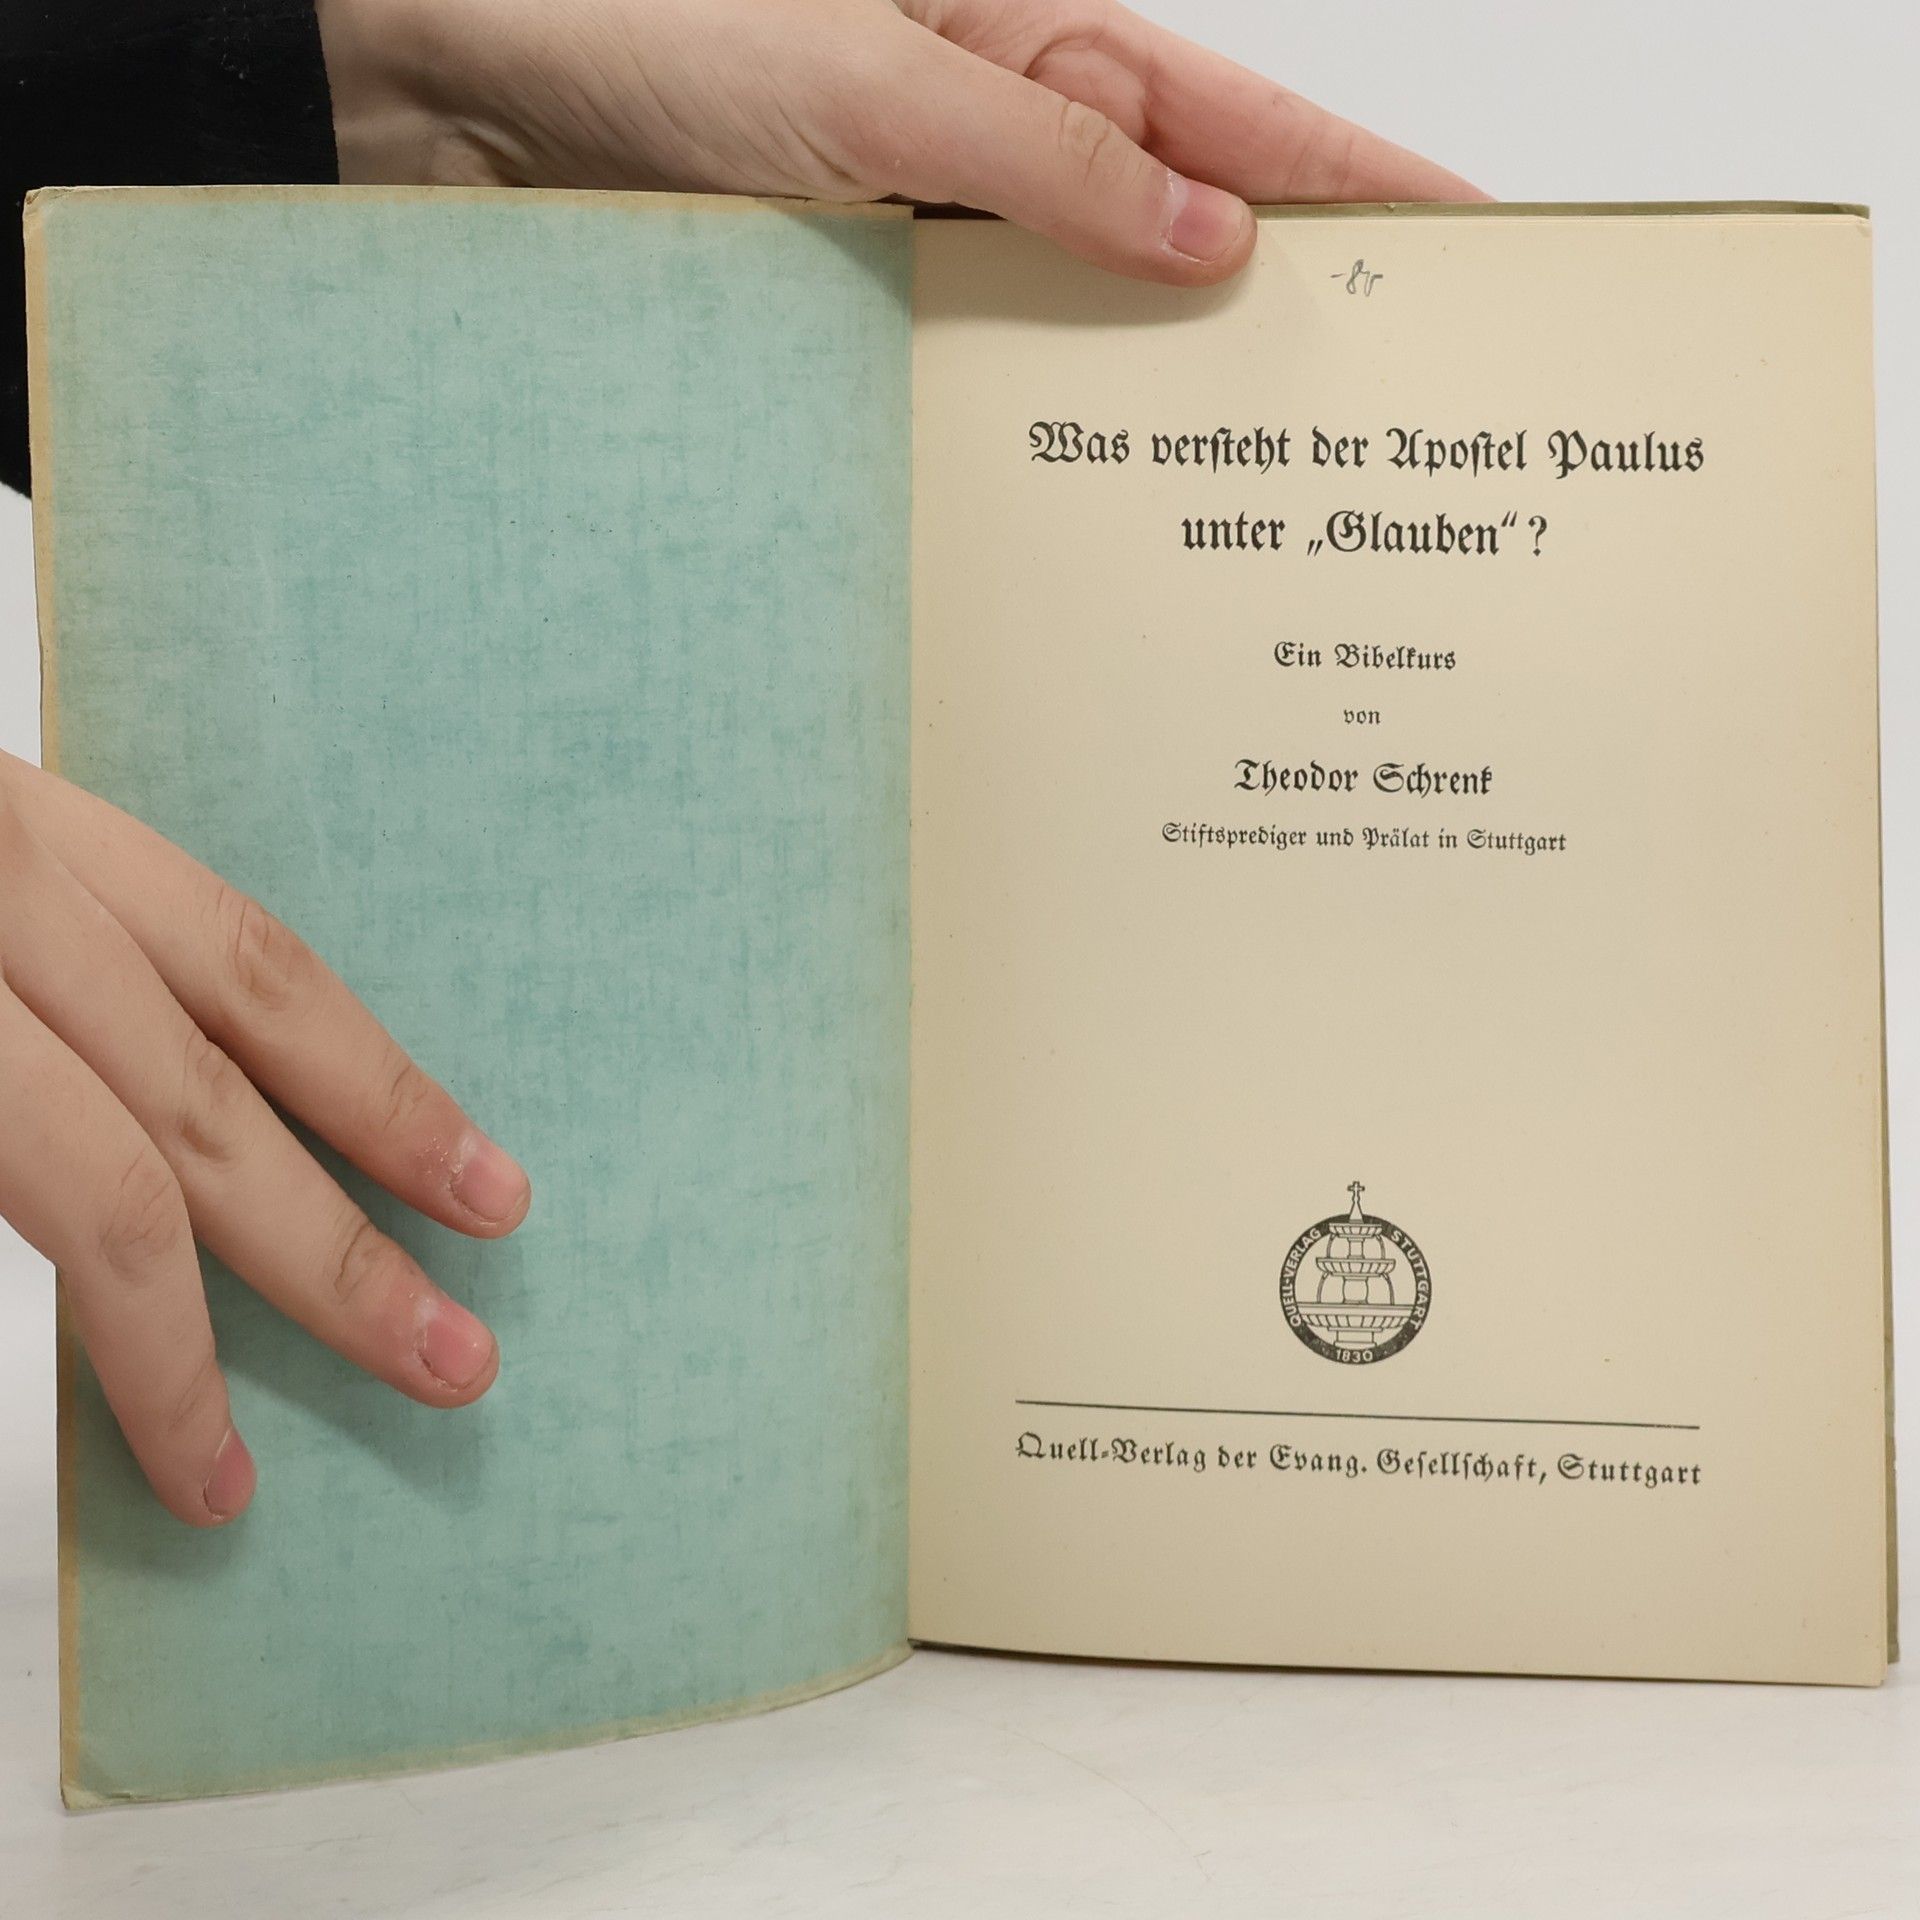 -80
Was versteht der Apostel Paulus
unter „Glauben“?
Ein Bibelkurs
von
Theodor Schrenk
Stiftsprediger und Prälat in Stuttgart
QUELL-VERLAG STUTTGART
1830
Quell-Verlag der Evang. Gesellschaft, Stuttgart